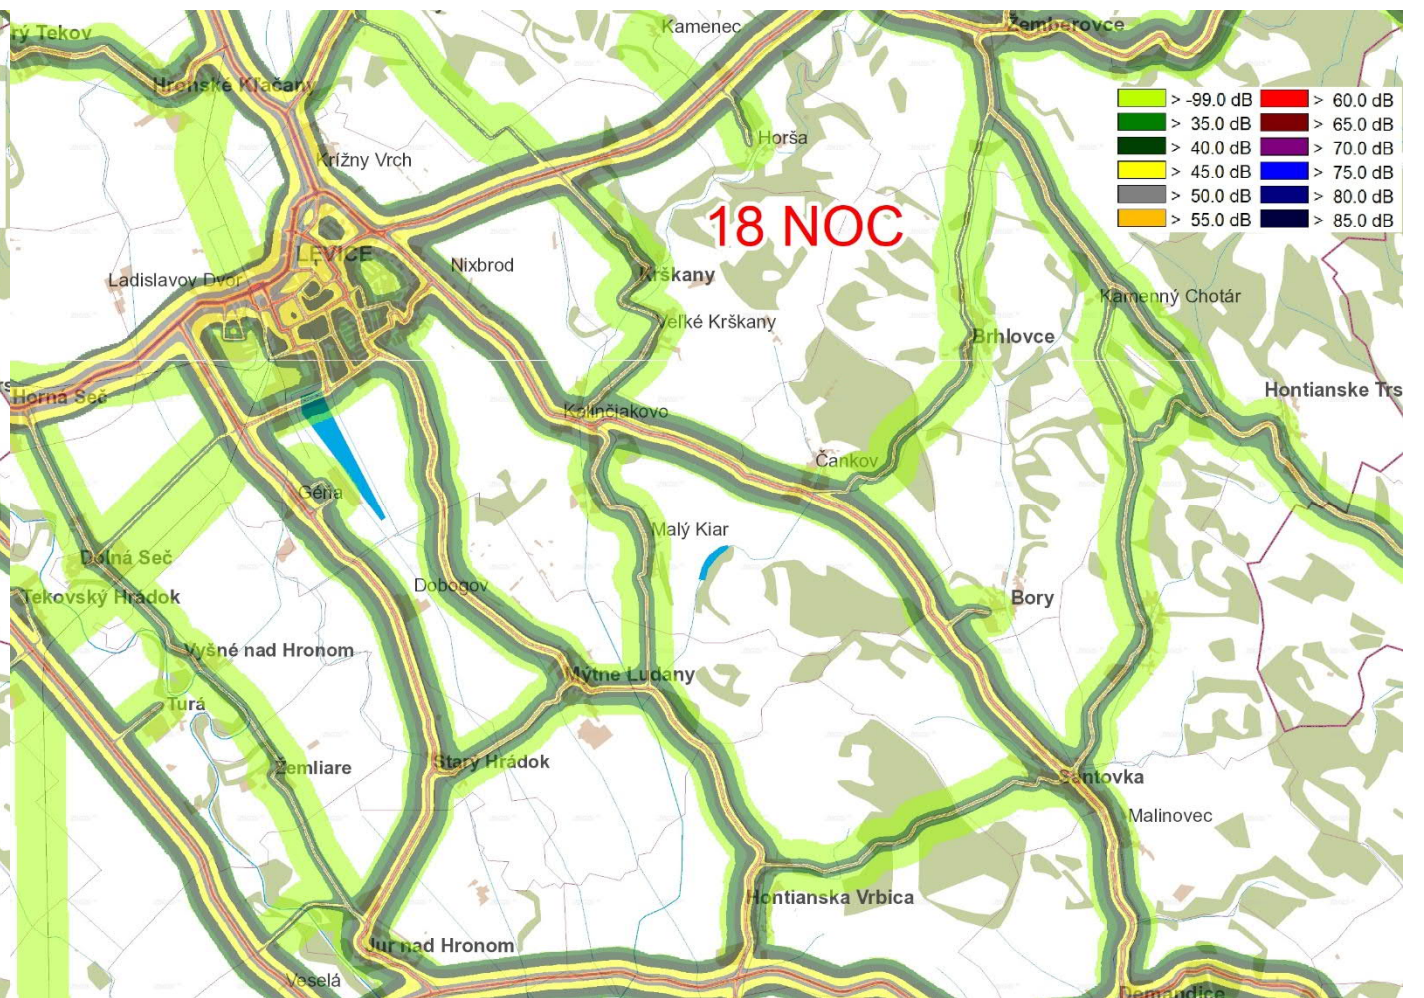 Kamenec
Žemberovce
rý Tekov
Hronské Kľačany
> -99.0 dB > 60.0 dB
> 35.0 dB > 65.0 dB
> 40.0 dB > 70.0 dB
> 45.0 dB > 75.0 dB
> 50.0 dB > 80.0 dB
> 55.0 dB > 85.0 dB
Horša
Krížny Vrch
18 NOC
LEVICE
Nixbrod
Ladislavov Dvor
Krškany
Kamenný Chotár
Veľké Krškany
Brhlovce
Horná Seč
Hontianske Trs
Kalinčiakovo
Čankov
Géňa
Malý Kiar
Dolná Seč
Dobogov
Tekovský Hrádok
Bory
Vyšné nad Hronom
Mýtne Ludany
Turá
Starý Hrádok
Žemliare
Santovka
Malinovec
Hontianska Vrbica
Jur nad Hronom
Veselá
Demandice